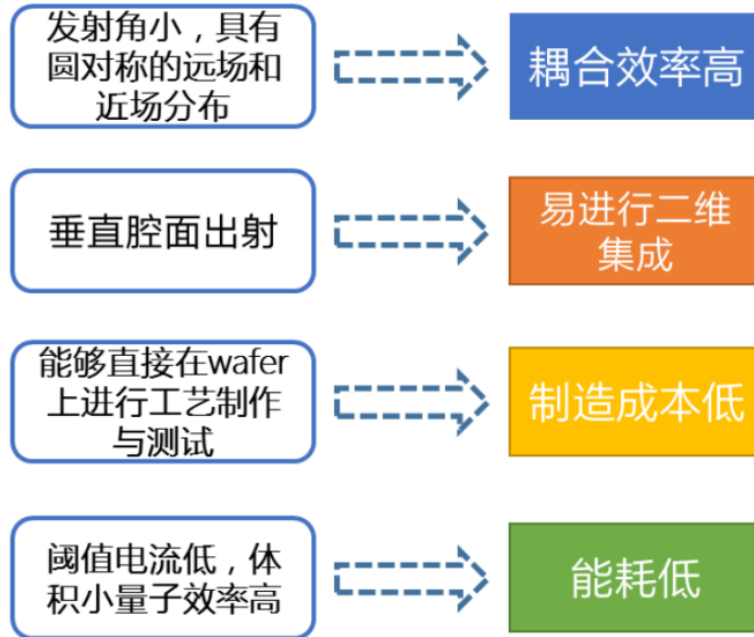 发射角小，具有
圆对称的远场和
近场分布
耦合效率高
垂直腔面出射
易进行二维
集成
能够直接在wafer
上进行工艺制作
与测试
制造成本低
阈值电流低，体
积小量子效率高
能耗低